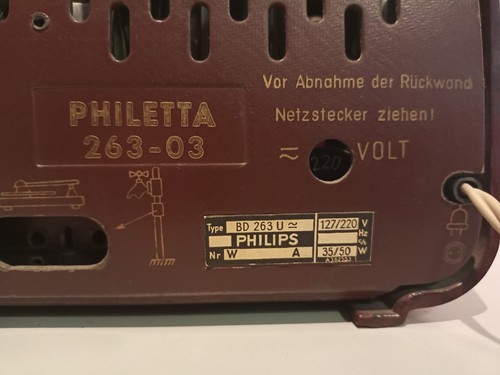 Vor Abnahme der Rückwand
Netzstecker ziehen!
PHILETTA
263-03
≃ 220 VOLT
Type BD 263 U ≃ 127/220 V
PHILIPS Hz
Nr W A 35/50 W